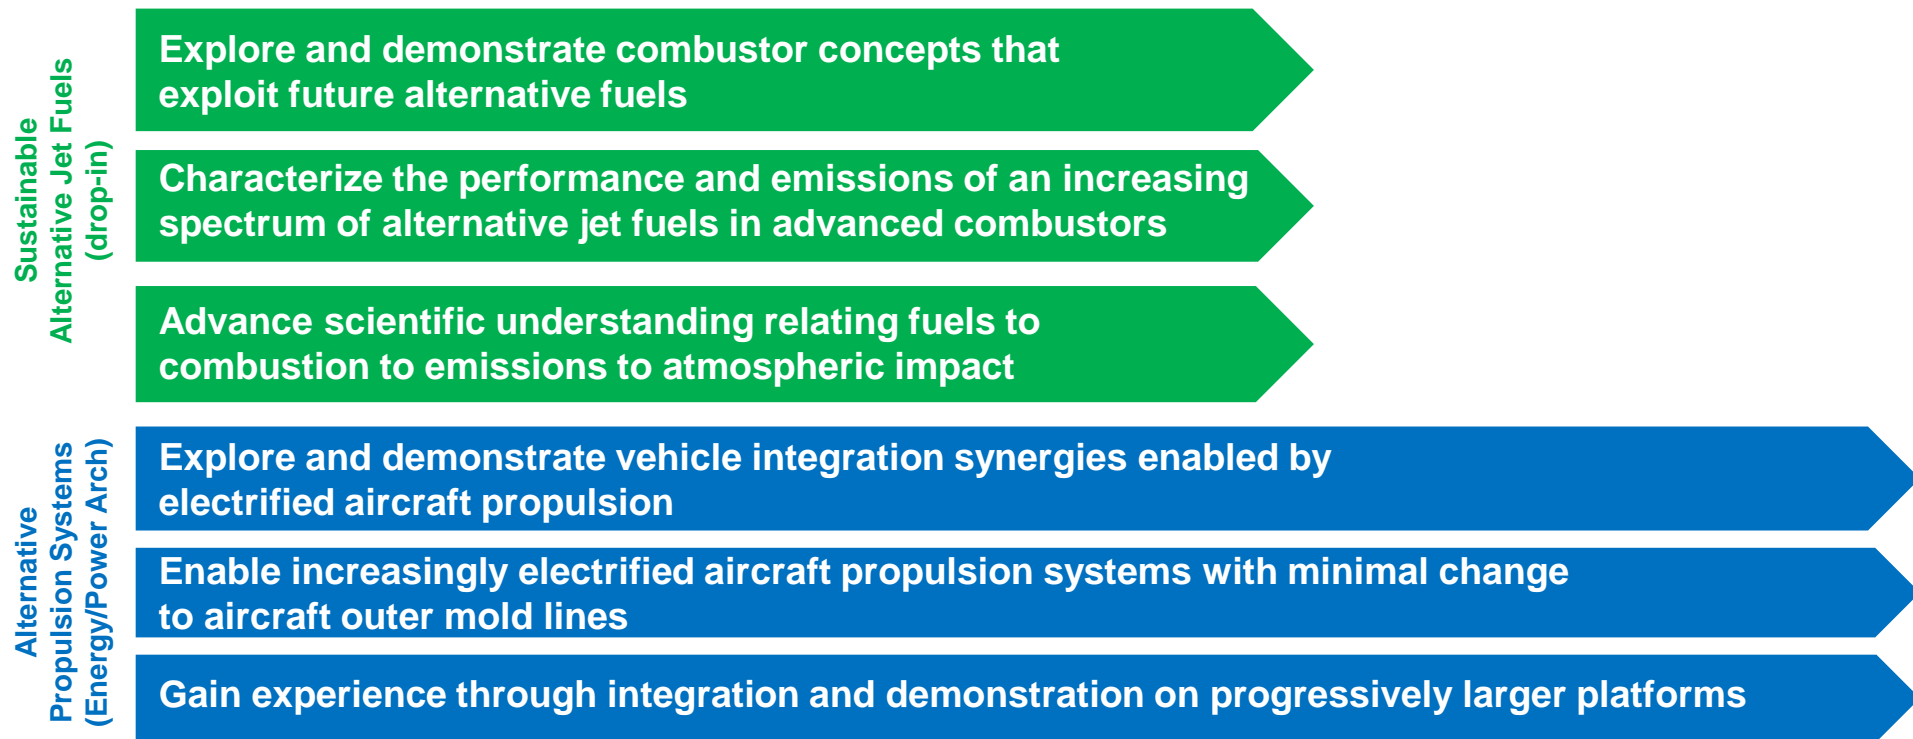 Sustainable
Alternative Jet Fuels
(drop-in)
Explore and demonstrate combustor concepts that
exploit future alternative fuels
Characterize the performance and emissions of an increasing
spectrum of alternative jet fuels in advanced combustors
Advance scientific understanding relating fuels to
combustion to emissions to atmospheric impact
Alternative
Propulsion Systems
(Energy/Power Arch)
Explore and demonstrate vehicle integration synergies enabled by
electrified aircraft propulsion
Enable increasingly electrified aircraft propulsion systems with minimal change
to aircraft outer mold lines
Gain experience through integration and demonstration on progressively larger platforms